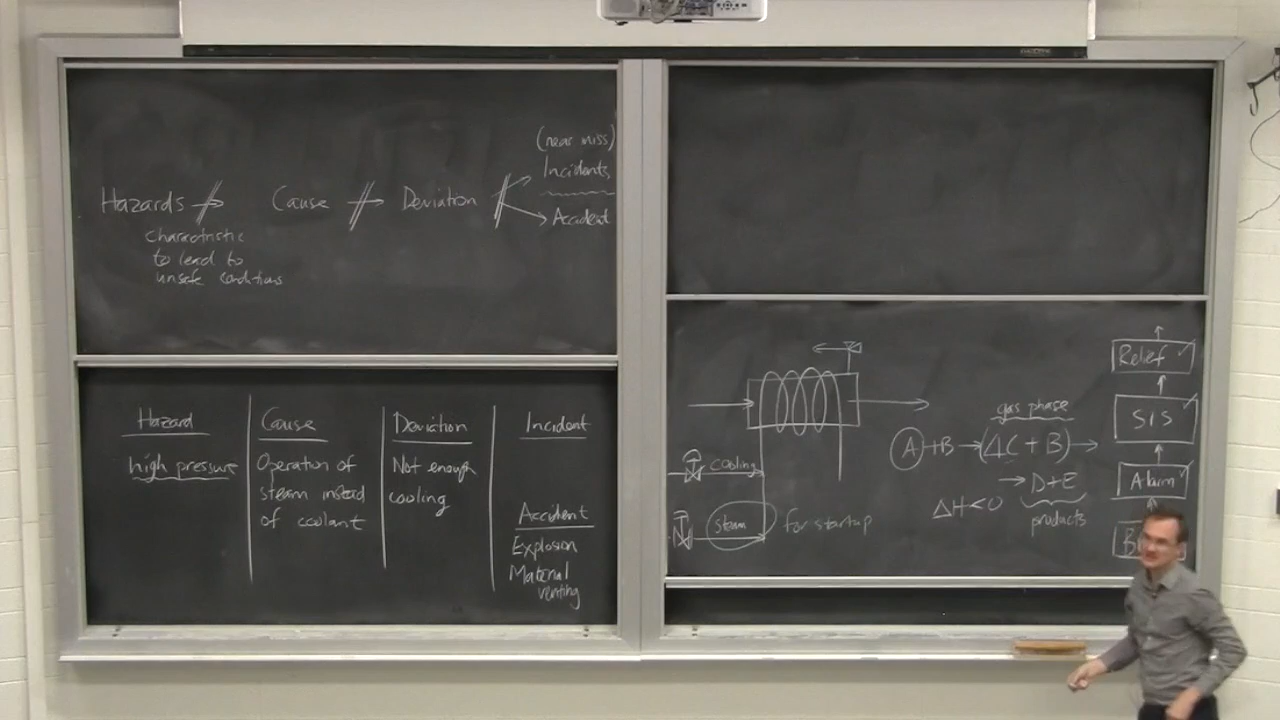 (near miss)
Incidents
Hazards → Cause → Deviation
Accident
Charactristic
to lead to
unsafe conditions
Hazard
high pressure
Cause
Operation of
steam instead
of coolant
Deviation
Not enough
cooling
Incident
Accident
Explosion
Material
venting
cooling
steam
for startup
gas phase
A+B → (4C + B) →
→ D+E
ΔH<0
products
Relief ✓
SIS ✓
Alarm ✓